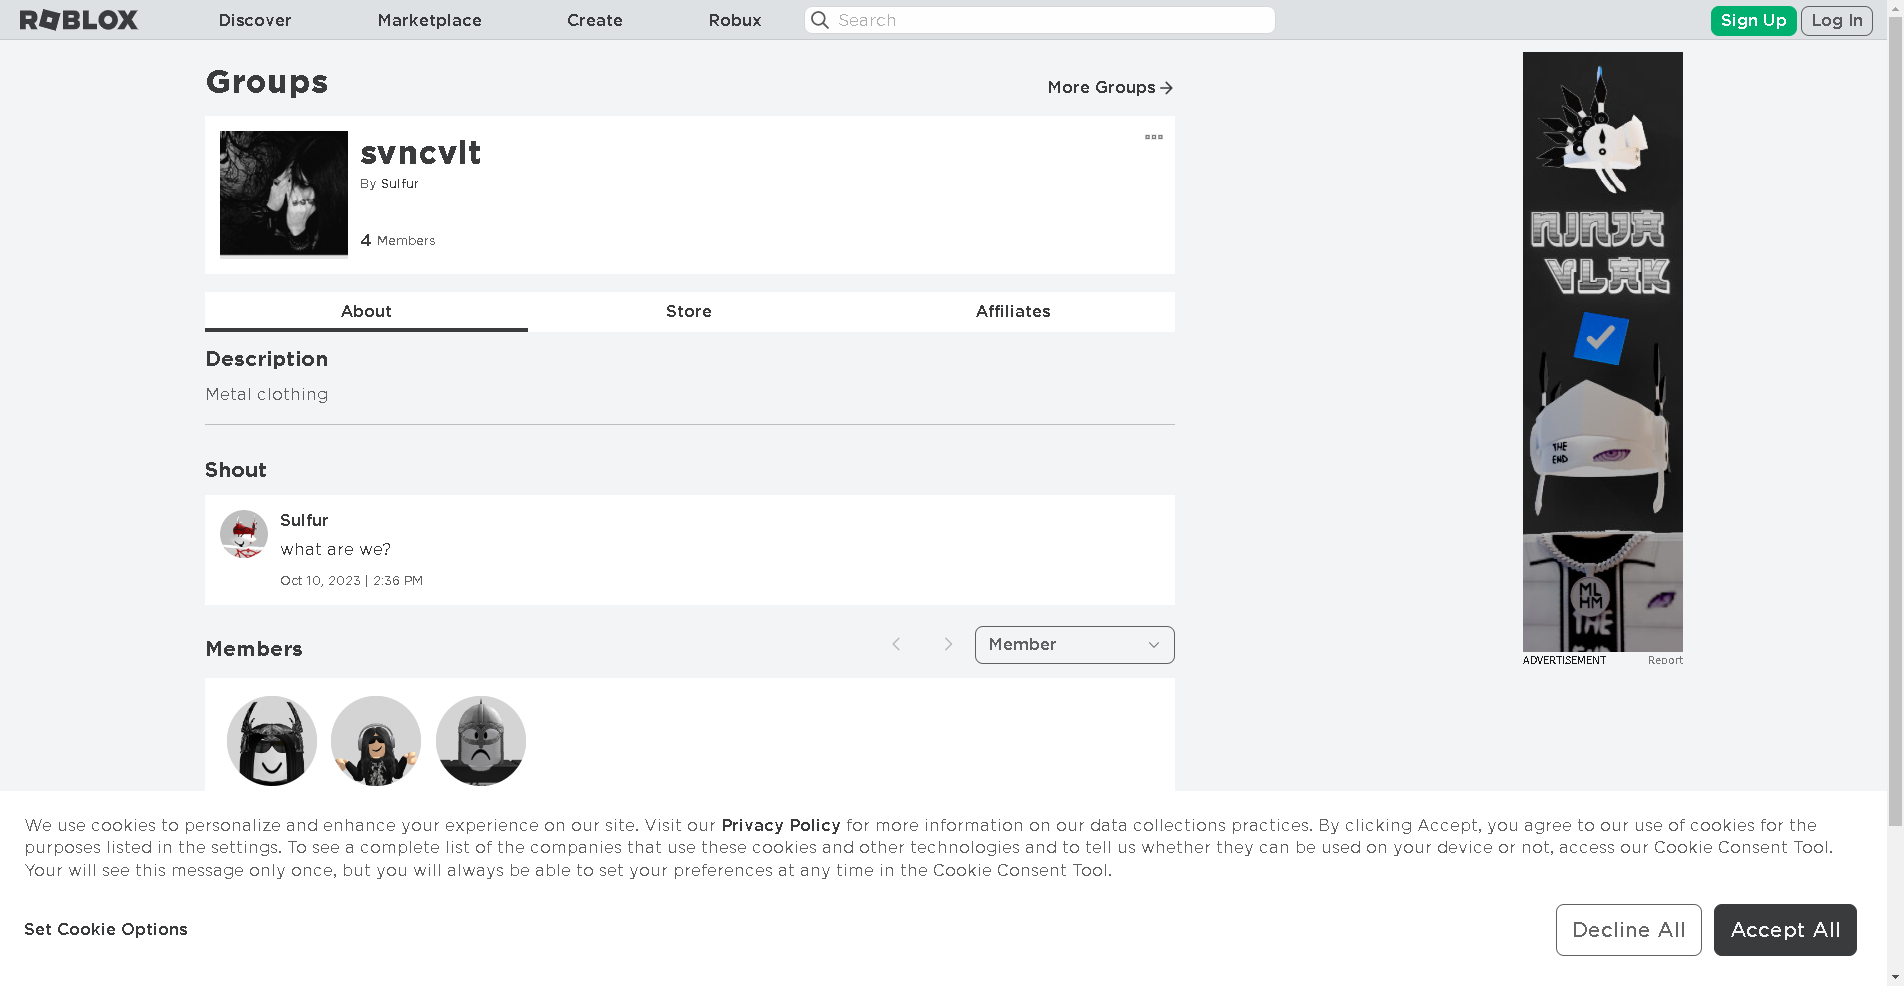 ROBLOX
Discover
Marketplace
Create
Robux
Search
Sign Up
Log In
Groups
More Groups
svncvlt
By Sulfur
4 Members
About
Store
Affiliates
Description
Metal clothing
Shout
Sulfur
what are we?
Oct 10, 2023 | 2:36 PM
Members
Member
NINJA
VLAK
THE
END
MLHM
THE
ADVERTISEMENT
Report
We use cookies to personalize and enhance your experience on our site. Visit our Privacy Policy for more information on our data collections practices. By clicking Accept, you agree to our use of cookies for the
purposes listed in the settings. To see a complete list of the companies that use these cookies and other technologies and to tell us whether they can be used on your device or not, access our Cookie Consent Tool.
Your will see this message only once, but you will always be able to set your preferences at any time in the Cookie Consent Tool.
Set Cookie Options
Decline All
Accept All